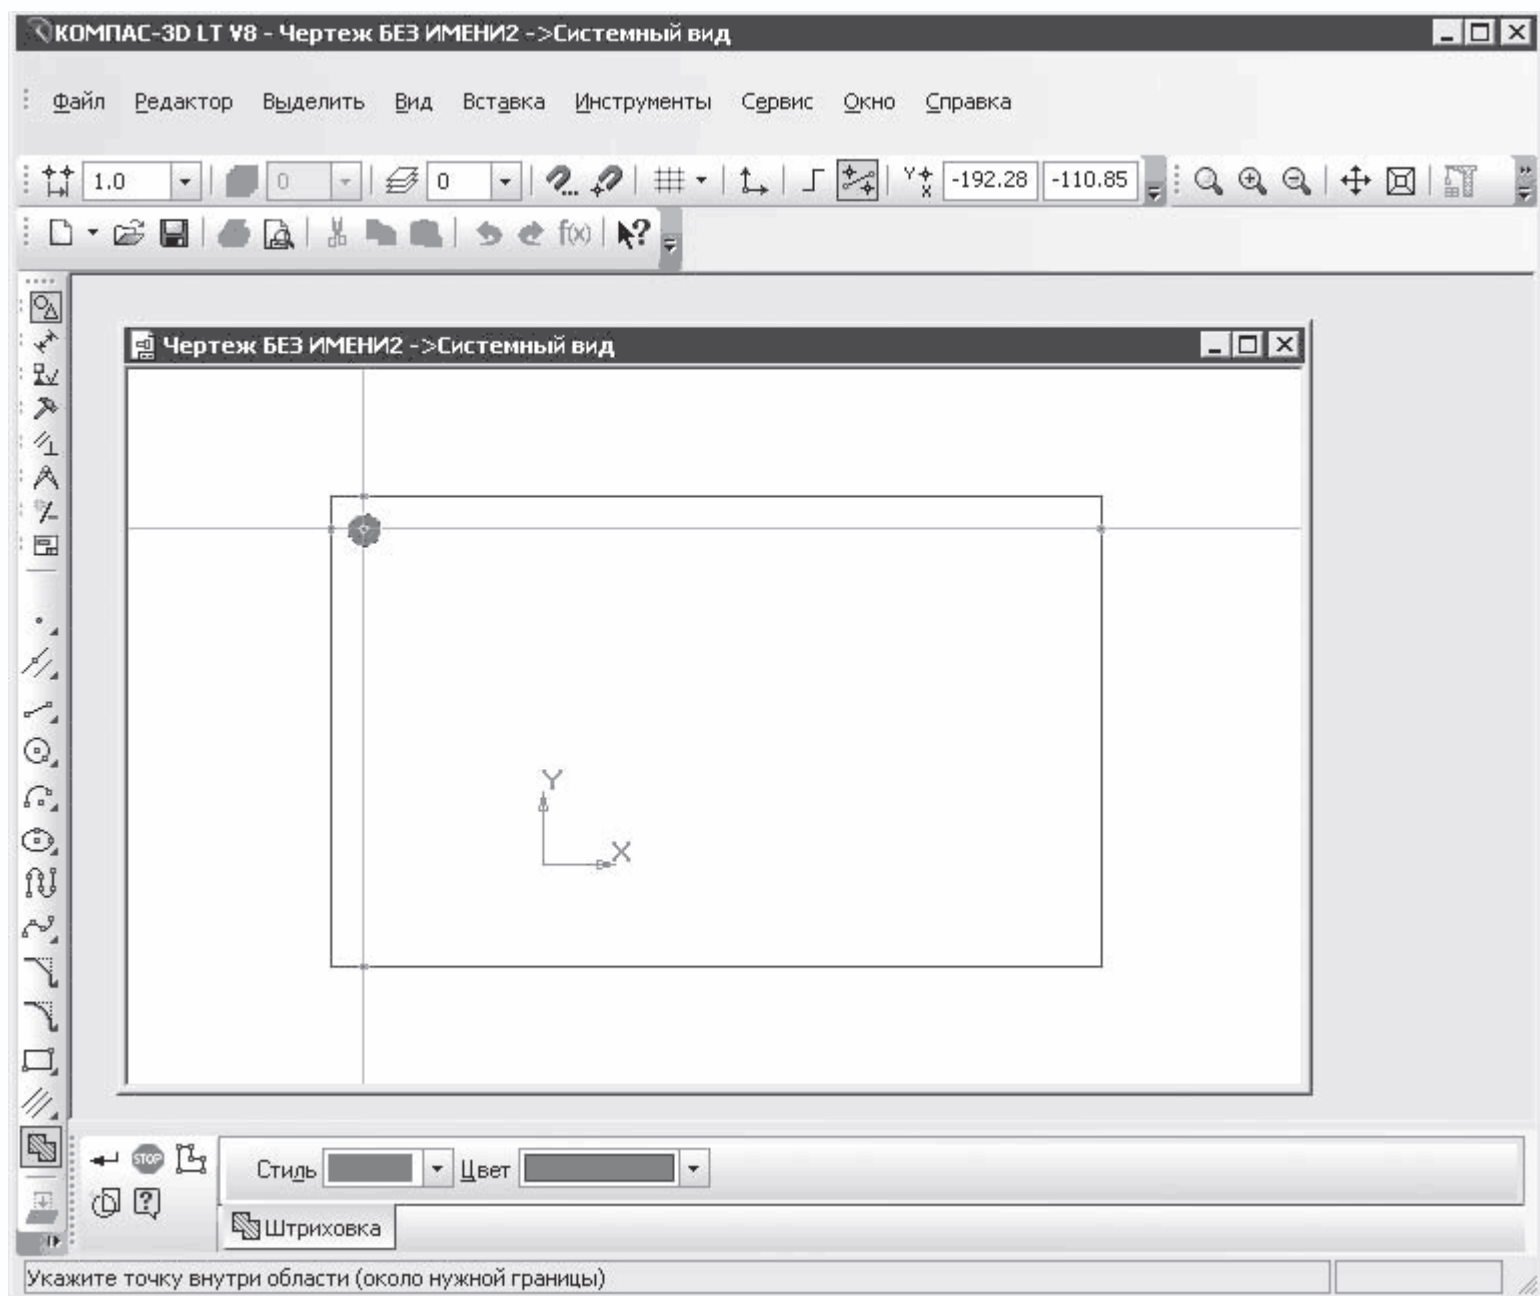 КОМПАС-3D LT V8 - Чертеж БЕЗ ИМЕНИ2 ->Системный вид
Файл Редактор Выделить Вид Вставка Инструменты Сервис Окно Справка
1.0 0 0 Y X -192.28 -110.85
f(x) ?
Чертеж БЕЗ ИМЕНИ2 ->Системный вид
Y
X
STOP Стиль Цвет
?
Штриховка
Укажите точку внутри области (около нужной границы)